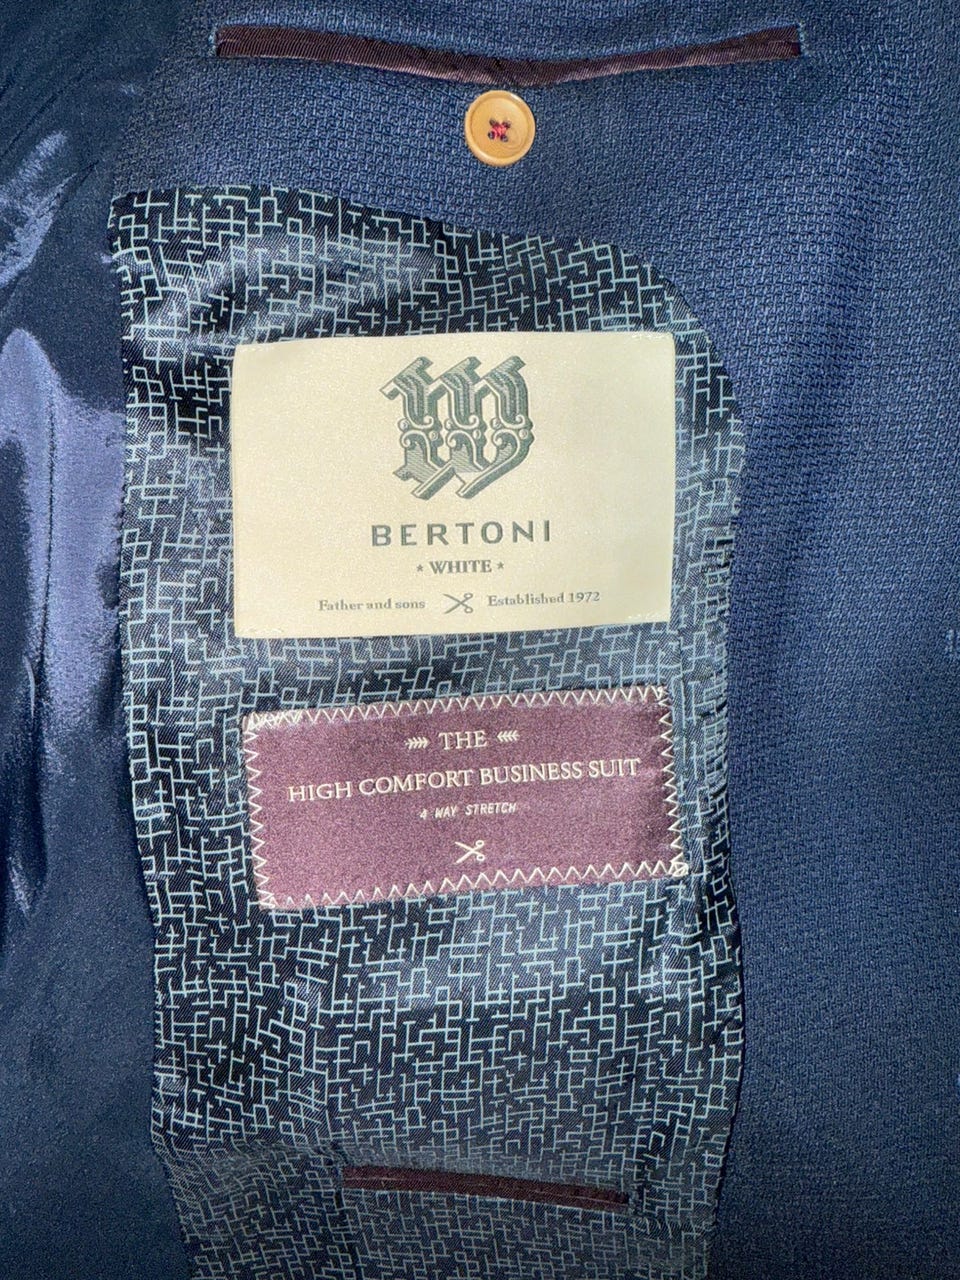 W
BERTONI
* WHITE *
Father and sons Established 1972
THE
HIGH COMFORT BUSINESS SUIT
4 WAY STRETCH